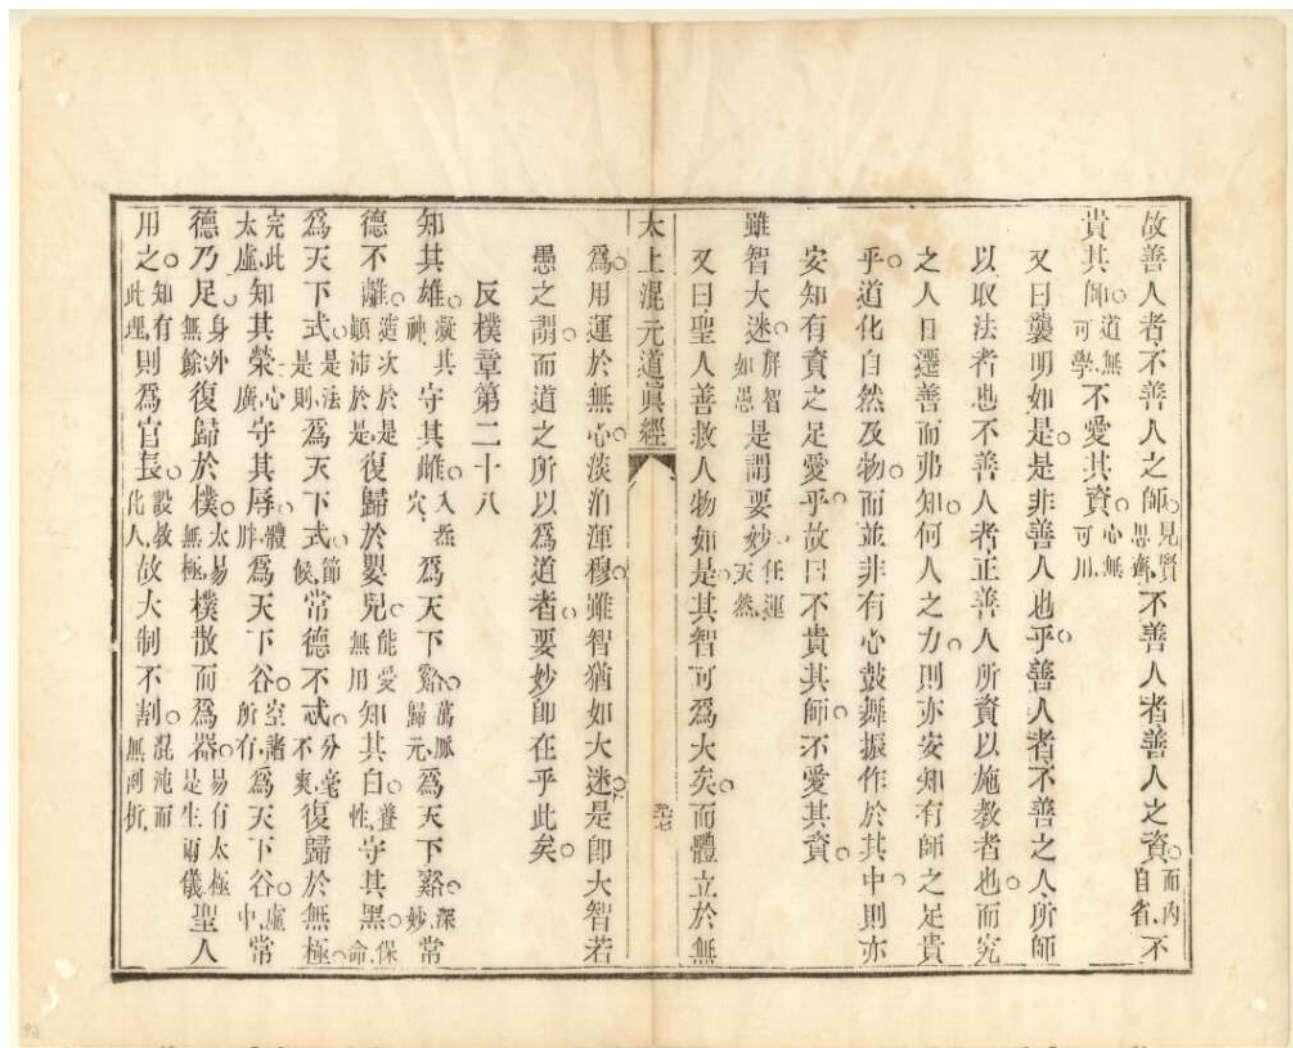 故善人者、不善人之師。見賢思齊、不善人者、善人之資。見不賢而內自省、不
貴其師。道無可學、不愛其資。心無可用、
又曰襲明如是。是非善人也乎。善人者、不善之人、所師
以取法者也不善人者、正善人所資以施教者也。而究
之人日遷善而弗知。何人之力。則亦安知有師之足貴
乎。道化自然及物。而並非有心鼓舞振作於其中。則亦
安知有資之足愛乎。故曰不貴其師。不愛其資。
雖智大迷。屏智如愚是謂要妙。任運天然、
又曰、聖人善救人物如是。其智可爲大矣。而體立於無
太上混元道眞經
爲。用運於無心。淡泊渾穆。雖智猶如大迷。是卽大智若
愚之謂。而道之所以爲道者。要妙卽在乎此矣。
反樸章第二十八
知其雄。凝其神、守其雌。入炁穴、爲天下谿。萬脈歸元、爲天下谿。深妙、常
德不離。造次於是顚沛於是、復歸於嬰兒。能愛無用知其白。養性、守其黑。保命、
爲天下式。是法是則、爲天下式。節候、常德不忒。分毫不爽、復歸於無極。
完此太虛、知其榮。心廣、守其辱。體胖、爲天下谷。空諸所有、爲天下谷。虛中、常
德乃足。身外無餘、復歸於樸。太易無極、樸散而爲器。易有太極是生兩儀、聖人
用之。知有此理、則爲官長。設教化人、故大制不割。混沌而無剖折、